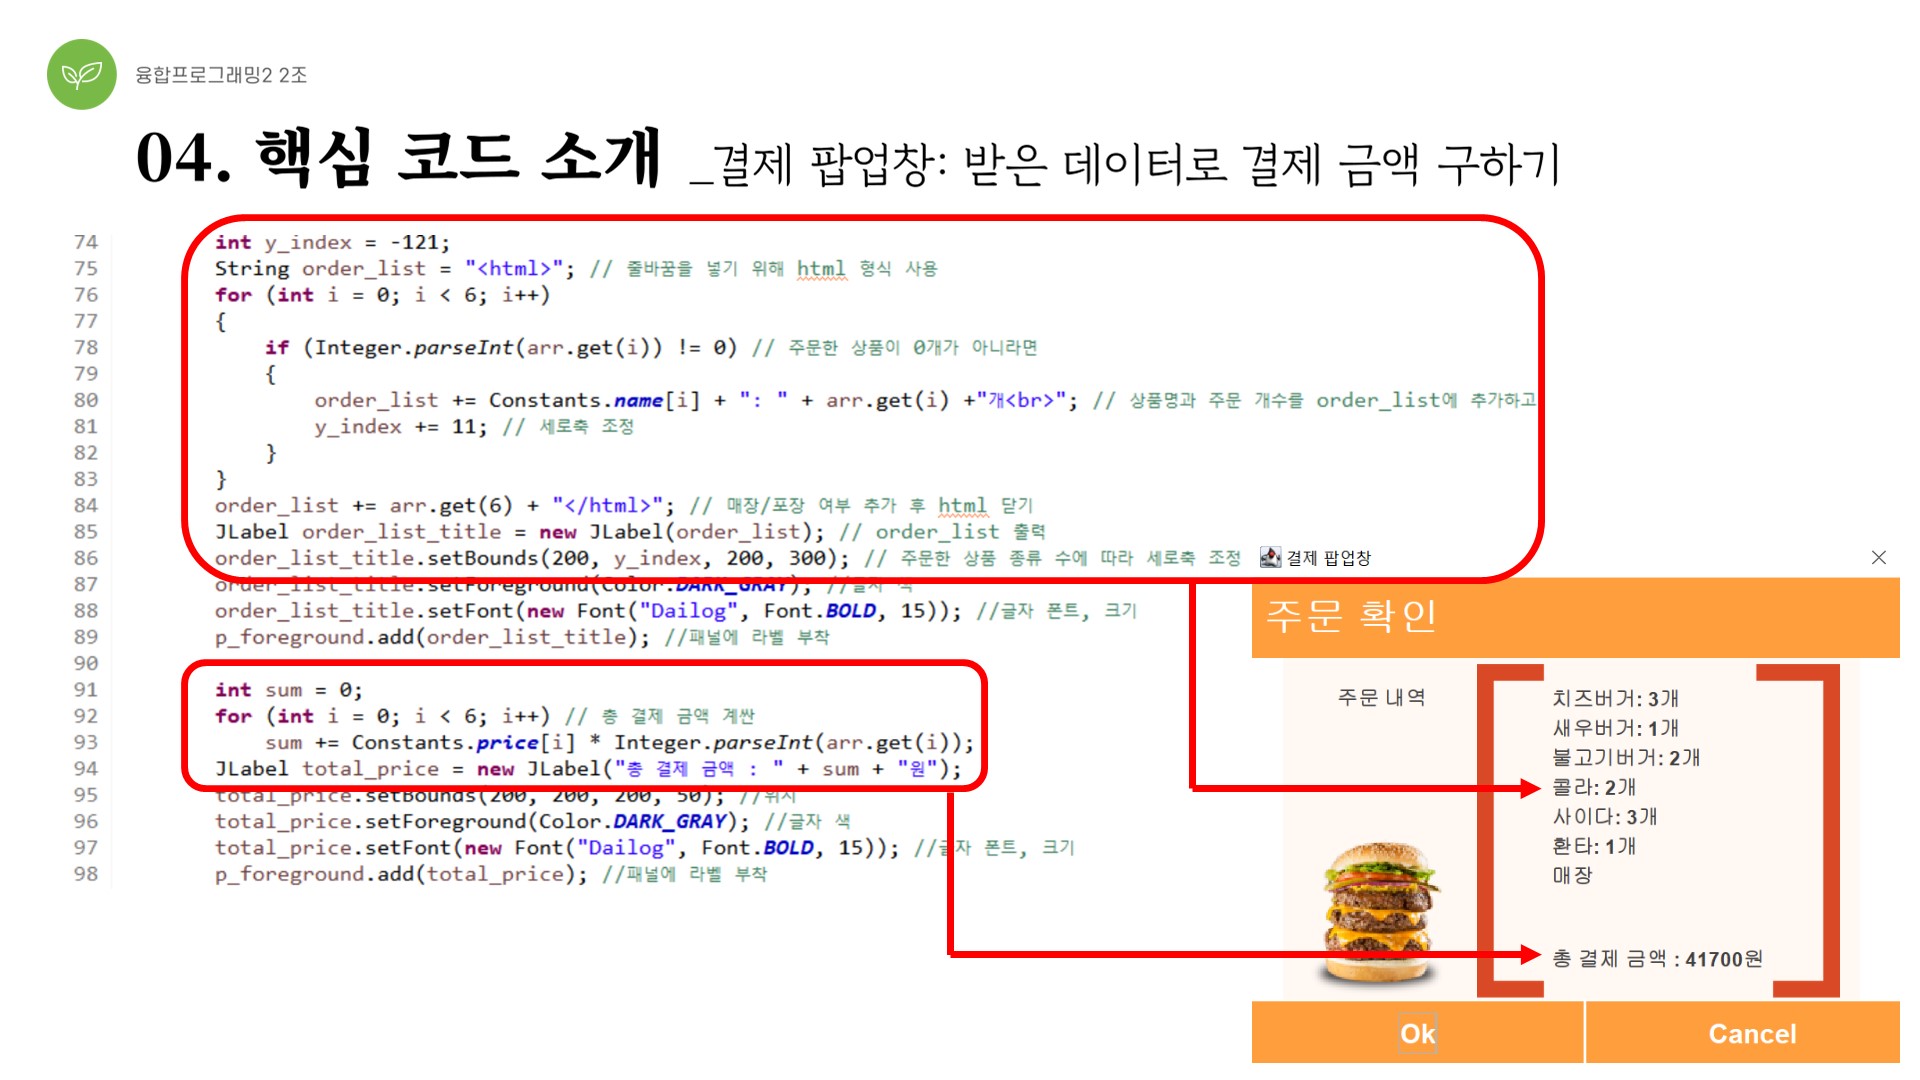 융합프로그래밍2 2조
04. 핵심 코드 소개 _결제 팝업창: 받은 데이터로 결제 금액 구하기
74 int y_index = -121;
75 String order_list = "<html>"; // 줄바꿈을 넣기 위해 html 형식 사용
76 for (int i = 0; i < 6; i++)
77 {
78 if (Integer.parseInt(arr.get(i)) != 0) // 주문한 상품이 0개가 아니라면
79 {
80 order_list += Constants.name[i] + ": " + arr.get(i) +"개<br>"; // 상품명과 주문 개수를 order_list에 추가하고
81 y_index += 11; // 세로축 조정
82 }
83 }
84 order_list += arr.get(6) + "</html>"; // 매장/포장 여부 추가 후 html 닫기
85 JLabel order_list_title = new JLabel(order_list); // order_list 출력
86 order_list_title.setBounds(200, y_index, 200, 300); // 주문한 상품 종류 수에 따라 세로축 조정
87 order_list_title.setForeground(Color.DARK_GRAY); //글자 색
88 order_list_title.setFont(new Font("Dailog", Font.BOLD, 15)); //글자 폰트, 크기
89 p_foreground.add(order_list_title); //패널에 라벨 부착
90
91 int sum = 0;
92 for (int i = 0; i < 6; i++) // 총 결제 금액 계싼
93 sum += Constants.price[i] * Integer.parseInt(arr.get(i));
94 JLabel total_price = new JLabel("총 결제 금액 : " + sum + "원");
95 total_price.setBounds(200, 200, 200, 50); //위치
96 total_price.setForeground(Color.DARK_GRAY); //글자 색
97 total_price.setFont(new Font("Dailog", Font.BOLD, 15)); //글자 폰트, 크기
98 p_foreground.add(total_price); //패널에 라벨 부착
결제 팝업창
주문 확인
주문 내역
치즈버거: 3개
새우버거: 1개
불고기버거: 2개
콜라: 2개
사이다: 3개
환타: 1개
매장
총 결제 금액 : 41700원
Ok
Cancel